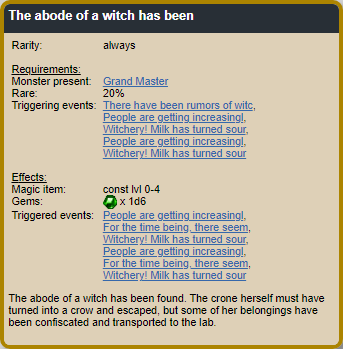 The abode of a witch has been
Rarity: always
Requirements:
Monster present: Grand Master
Rare: 20%
Triggering events: There have been rumors of witc,
People are getting increasingl,
Witchery! Milk has turned sour,
People are getting increasingl,
Witchery! Milk has turned sour
Effects:
Magic item: const lvl 0-4
Gems: x 1d6
Triggered events: People are getting increasingl,
For the time being, there seem,
Witchery! Milk has turned sour,
People are getting increasingl,
For the time being, there seem,
Witchery! Milk has turned sour
The abode of a witch has been found. The crone herself must have
turned into a crow and escaped, but some of her belongings have
been confiscated and transported to the lab.